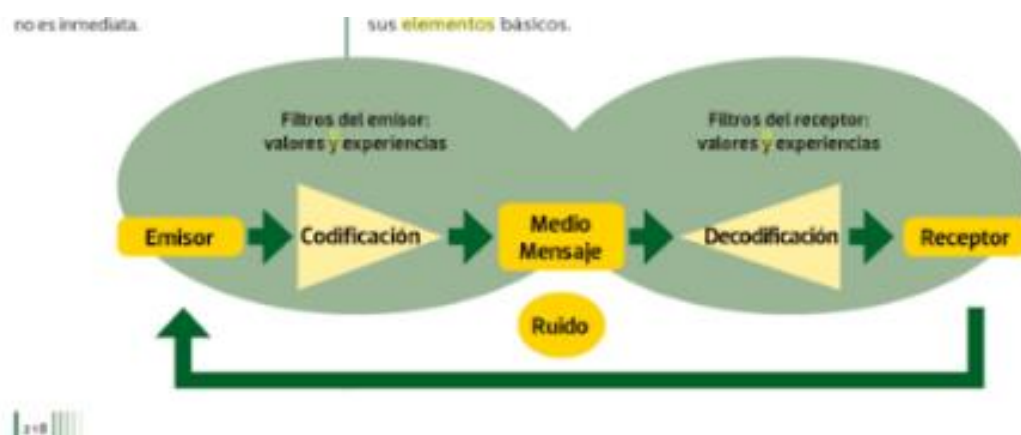 no es inmediata.
sus elementos básicos.
Filtros del emisor:
valores y experiencias
Filtros del receptor:
valores y experiencias
Emisor
Codificación
Medio
Mensaje
Decodificación
Receptor
Ruido